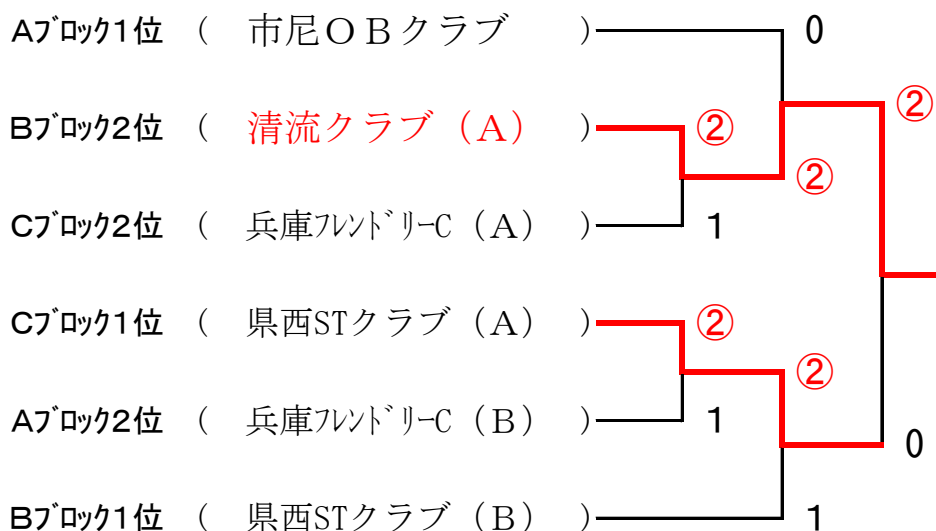 Aブロック1位 （ 市尼ＯＢクラブ ） 0
②
Bブロック2位 （ 清流クラブ（Ａ） ） ②
②
Cブロック2位 （ 兵庫ﾌﾚﾝﾄﾞﾘｰC（Ａ） ） 1
Cブロック1位 （ 県西STクラブ（Ａ） ） ②
②
Aブロック2位 （ 兵庫ﾌﾚﾝﾄﾞﾘｰC（Ｂ） ） 1
0
Bブロック1位 （ 県西STクラブ（Ｂ） ） 1